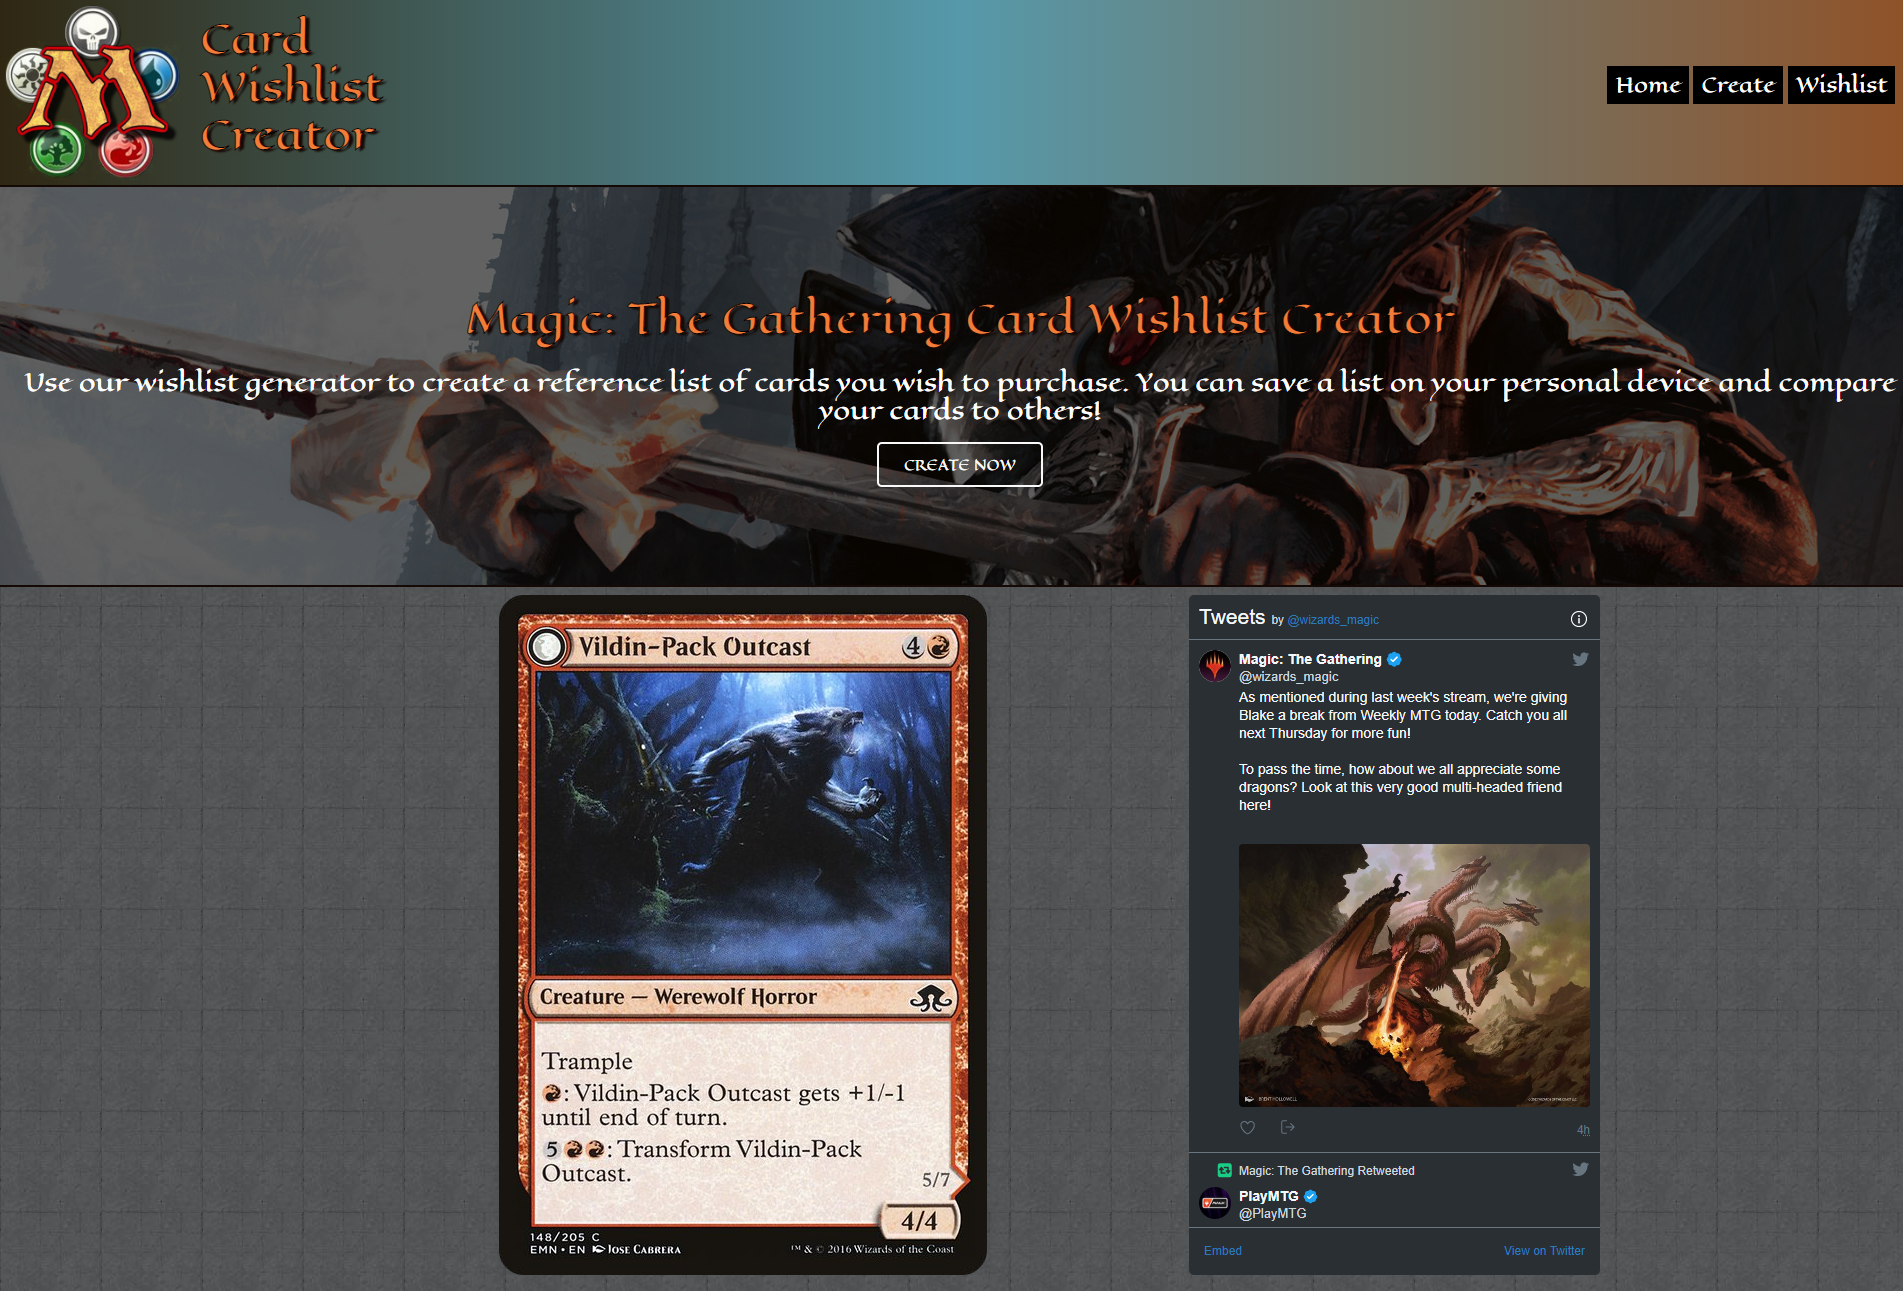 Card
Wishlist
Creator
Home Create Wishlist
Magic: The Gathering Card Wishlist Creator
Use our wishlist generator to create a reference list of cards you wish to purchase. You can save a list on your personal device and compare
your cards to others!
CREATE NOW
Vildin-Pack Outcast 4
Creature — Werewolf Horror
Trample
: Vildin-Pack Outcast gets +1/-1
until end of turn.
5 : Transform Vildin-Pack
Outcast.
5/7
4/4
148/205 C
EMN • EN Jose Cabrera
™ & © 2016 Wizards of the Coast
Tweets by @wizards_magic
Magic: The Gathering
@wizards_magic
As mentioned during last week's stream, we're giving
Blake a break from Weekly MTG today. Catch you all
next Thursday for more fun!
To pass the time, how about we all appreciate some
dragons? Look at this very good multi-headed friend
here!
4h
Magic: The Gathering Retweeted
PlayMTG
@PlayMTG
Embed View on Twitter